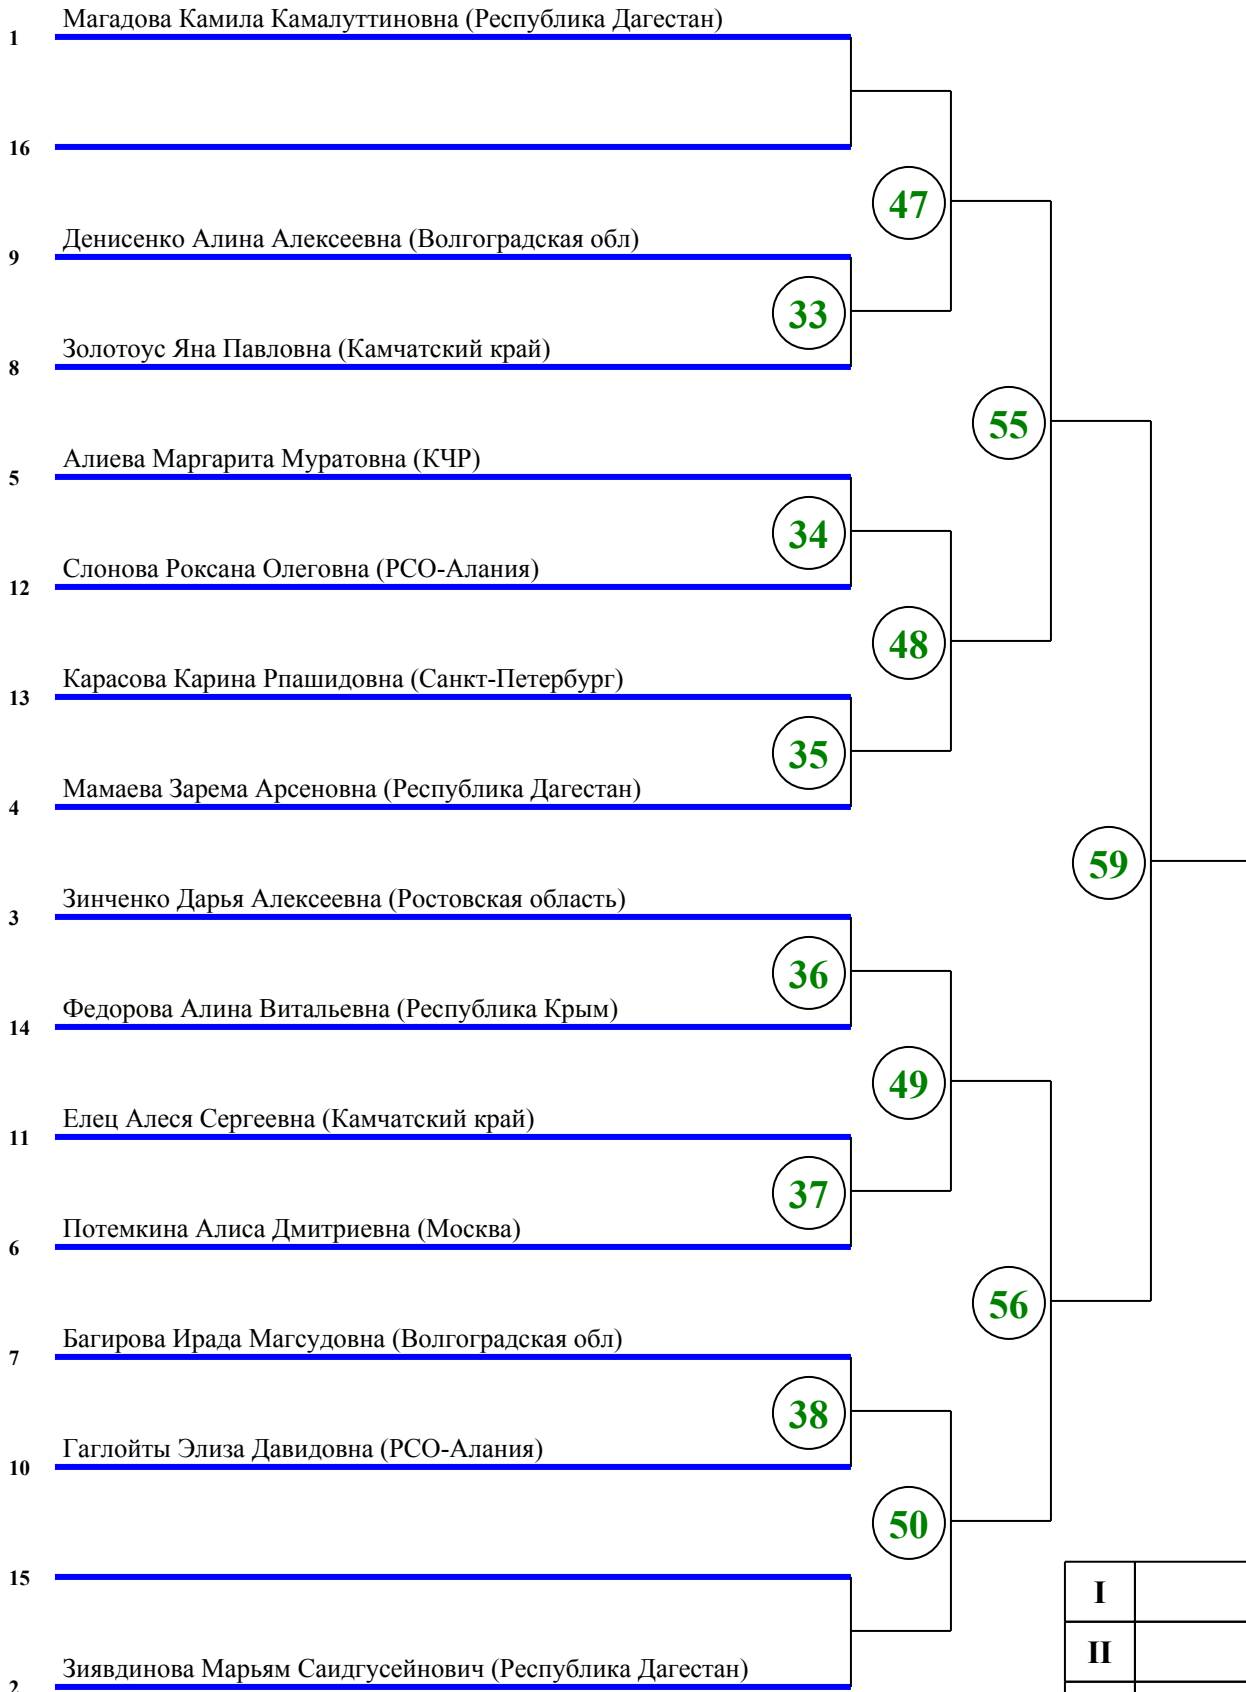 Магадова Камила Камалуттиновна (Республика Дагестан)
1
16
47
Денисенко Алина Алексеевна (Волгоградская обл)
9
33
Золотоус Яна Павловна (Камчатский край)
8
55
Алиева Маргарита Муратовна (КЧР)
5
34
Слонова Роксана Олеговна (РСО-Алания)
12
48
Карасова Карина Рпашидовна (Санкт-Петербург)
13
35
Мамаева Зарема Арсеновна (Республика Дагестан)
4
59
Зинченко Дарья Алексеевна (Ростовская область)
3
36
Федорова Алина Витальевна (Республика Крым)
14
49
Елец Алеся Сергеевна (Камчатский край)
11
37
Потемкина Алиса Дмитриевна (Москва)
6
56
Багирова Ирада Магсудовна (Волгоградская обл)
7
38
Гаглойты Элиза Давидовна (РСО-Алания)
10
50
15
I
II
Зиявдинова Марьям Саидгусейнович (Республика Дагестан)
2